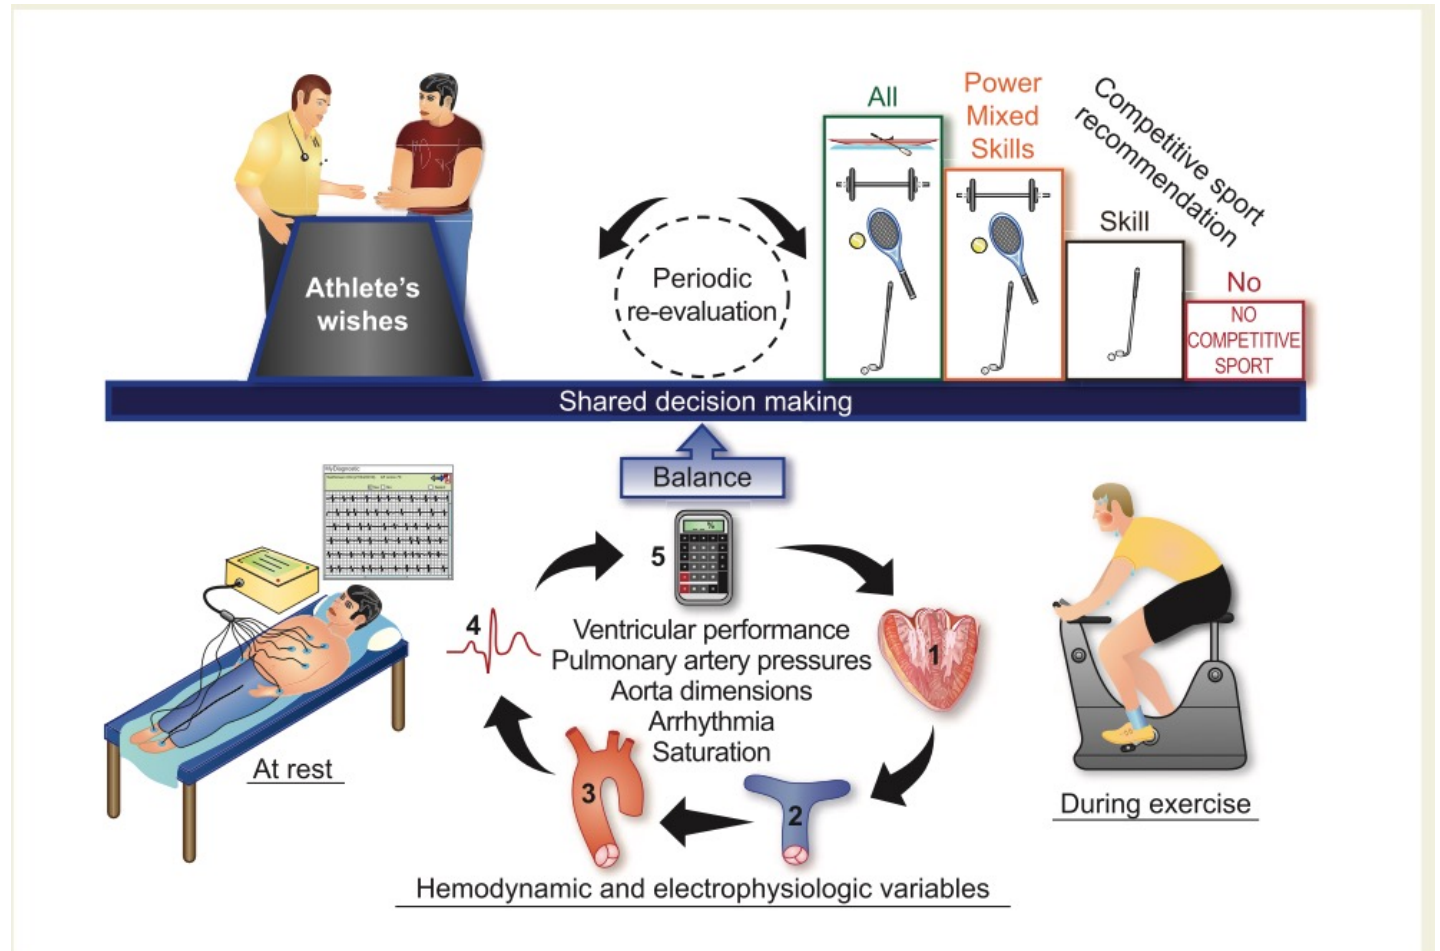 All
Power
Mixed
Skills
Competitive sport
recommendation
Skill
No
NO
COMPETITIVE
SPORT
Athlete’s
wishes
Periodic
re-evaluation
Shared decision making
Balance
%
5
4
1
Ventricular performance
Pulmonary artery pressures
Aorta dimensions
Arrhythmia
Saturation
3
2
At rest
During exercise
Hemodynamic and electrophysiologic variables